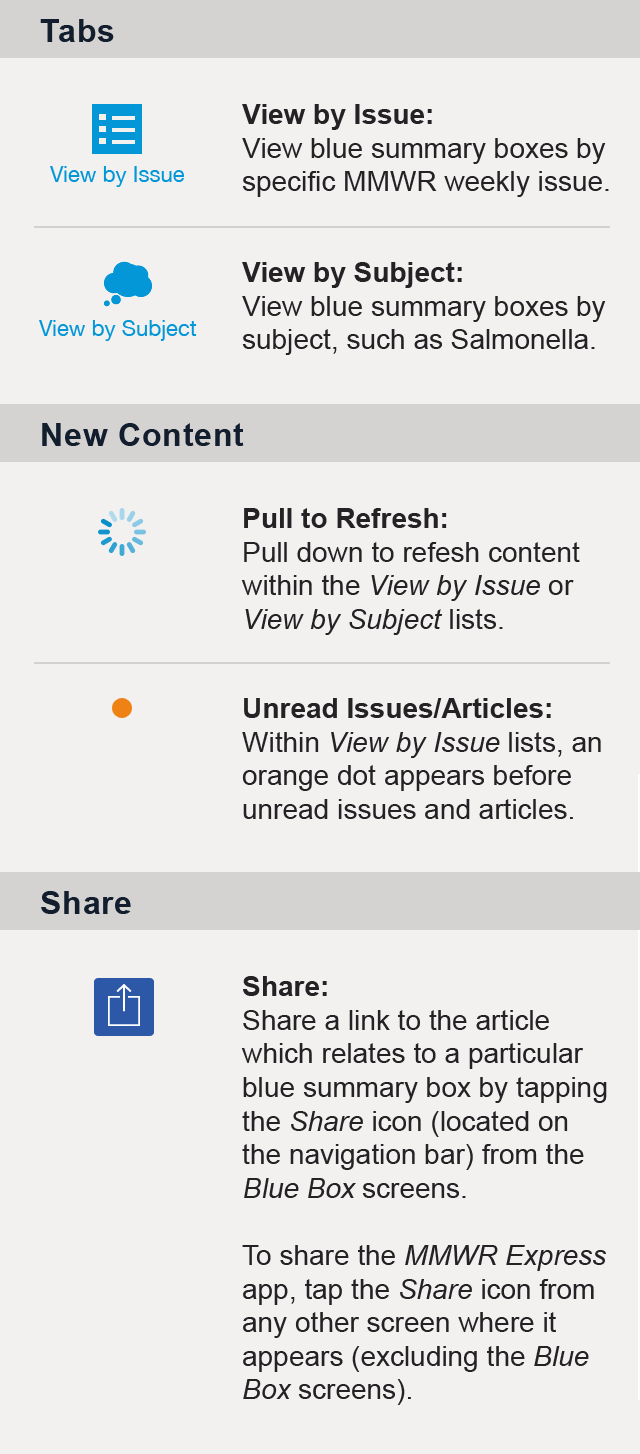 Tabs
View by Issue
View by Issue:
View blue summary boxes by
specific MMWR weekly issue.
View by Subject
View by Subject:
View blue summary boxes by
subject, such as Salmonella.
New Content
Pull to Refresh:
Pull down to refesh content
within the View by Issue or
View by Subject lists.
Unread Issues/Articles:
Within View by Issue lists, an
orange dot appears before
unread issues and articles.
Share
Share:
Share a link to the article
which relates to a particular
blue summary box by tapping
the Share icon (located on
the navigation bar) from the
Blue Box screens.
To share the MMWR Express
app, tap the Share icon from
any other screen where it
appears (excluding the Blue
Box screens).